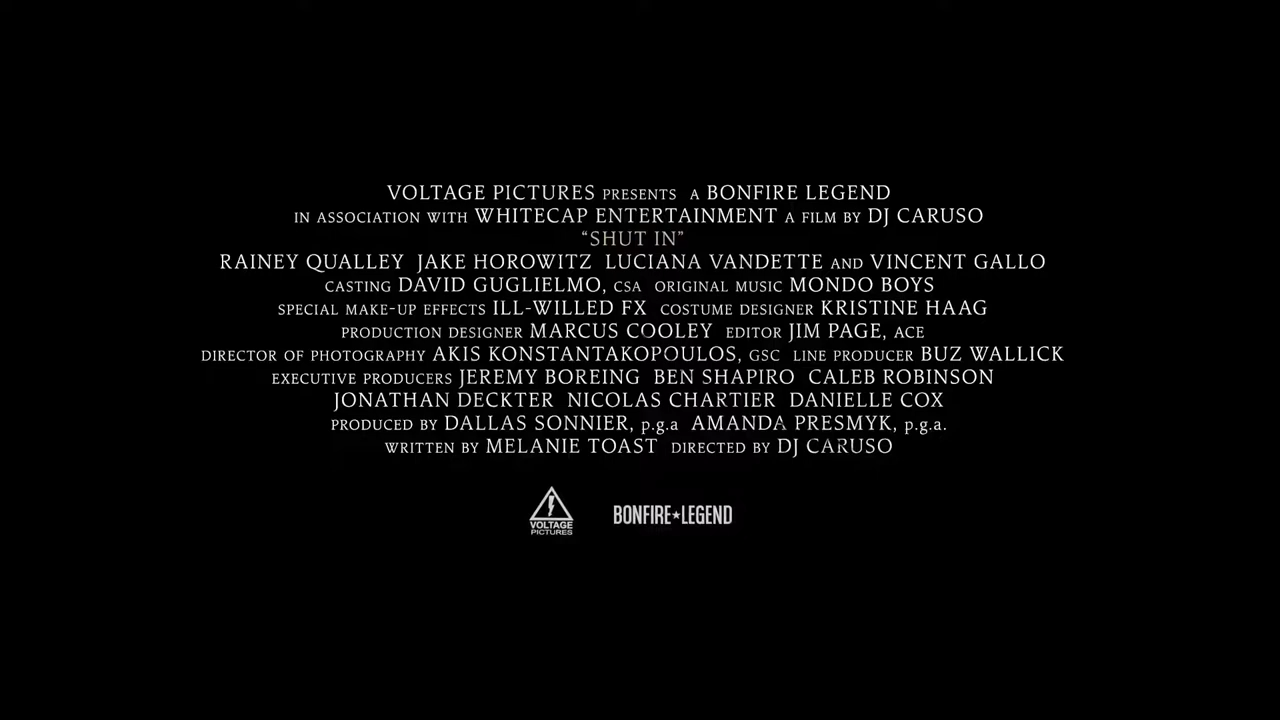 VOLTAGE PICTURES PRESENTS A BONFIRE LEGEND
IN ASSOCIATION WITH WHITECAP ENTERTAINMENT A FILM BY DJ CARUSO
“SHUT IN”
RAINEY QUALLEY JAKE HOROWITZ LUCIANA VANDETTE AND VINCENT GALLO
CASTING DAVID GUGLIELMO, CSA ORIGINAL MUSIC MONDO BOYS
SPECIAL MAKE-UP EFFECTS ILL-WILLED FX COSTUME DESIGNER KRISTINE HAAG
PRODUCTION DESIGNER MARCUS COOLEY EDITOR JIM PAGE, ACE
DIRECTOR OF PHOTOGRAPHY AKIS KONSTANTAKOPOULOS, GSC LINE PRODUCER BUZ WALLICK
EXECUTIVE PRODUCERS JEREMY BOREING BEN SHAPIRO CALEB ROBINSON
JONATHAN DECKTER NICOLAS CHARTIER DANIELLE COX
PRODUCED BY DALLAS SONNIER, p.g.a AMANDA PRESMYK, p.g.a.
WRITTEN BY MELANIE TOAST DIRECTED BY DJ CARUSO
VOLTAGE
PICTURES
BONFIRE★LEGEND